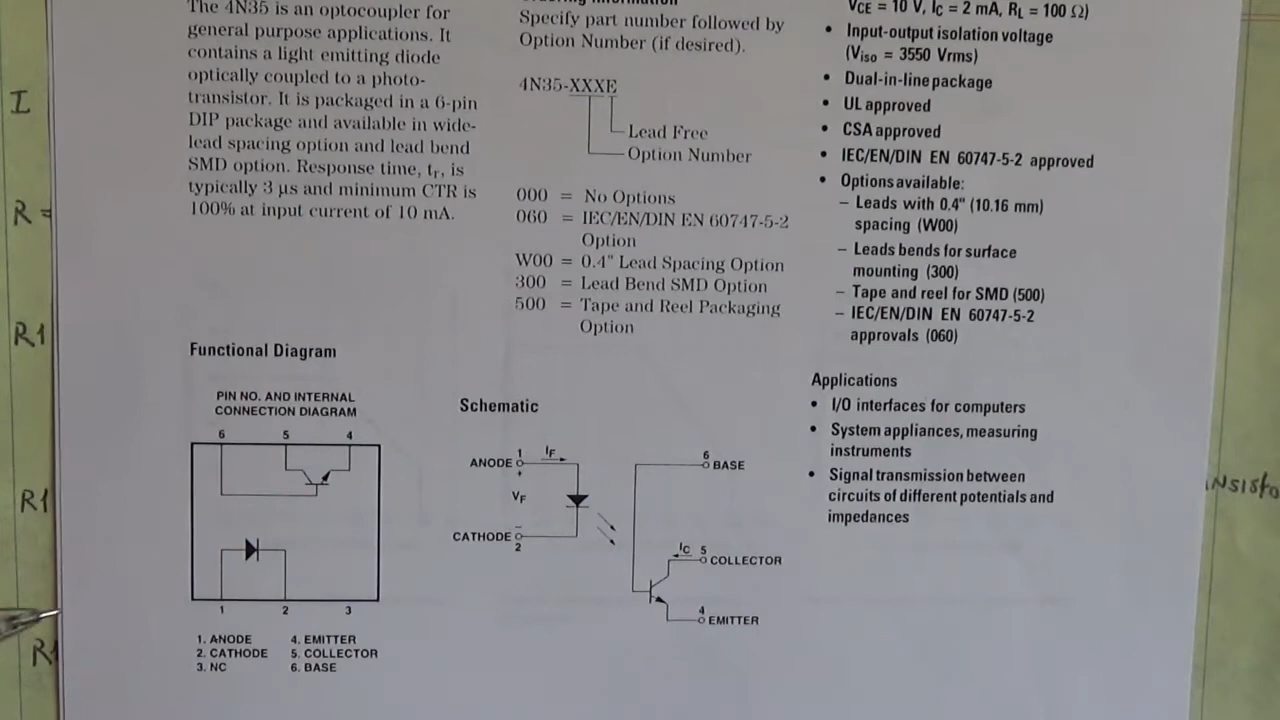 The 4N35 is an optocoupler for
general purpose applications. It
contains a light emitting diode
optically coupled to a photo-
transistor. It is packaged in a 6-pin
DIP package and available in wide-
lead spacing option and lead bend
SMD option. Response time, tr, is
typically 3 µs and minimum CTR is
100% at input current of 10 mA.
Ordering Information
Specify part number followed by
Option Number (if desired).
4N35-XXXE
Lead Free
Option Number
000 = No Options
060 = IEC/EN/DIN EN 60747-5-2
Option
W00 = 0.4" Lead Spacing Option
300 = Lead Bend SMD Option
500 = Tape and Reel Packaging
Option
VCE = 10 V, IC = 2 mA, RL = 100 Ω)
• Input-output isolation voltage
(Viso = 3550 Vrms)
• Dual-in-line package
• UL approved
• CSA approved
• IEC/EN/DIN EN 60747-5-2 approved
• Options available:
– Leads with 0.4" (10.16 mm)
spacing (W00)
– Leads bends for surface
mounting (300)
– Tape and reel for SMD (500)
– IEC/EN/DIN EN 60747-5-2
approvals (060)
Applications
• I/O interfaces for computers
• System appliances, measuring
instruments
• Signal transmission between
circuits of different potentials and
impedances
Functional Diagram
PIN NO. AND INTERNAL
CONNECTION DIAGRAM
6 5 4
1 2 3
1. ANODE 4. EMITTER
2. CATHODE 5. COLLECTOR
3. NC 6. BASE
Schematic
ANODE 1 IF
+
VF
–
CATHODE 2
6 BASE
IC 5 COLLECTOR
4 EMITTER
I
R =
R1
R1